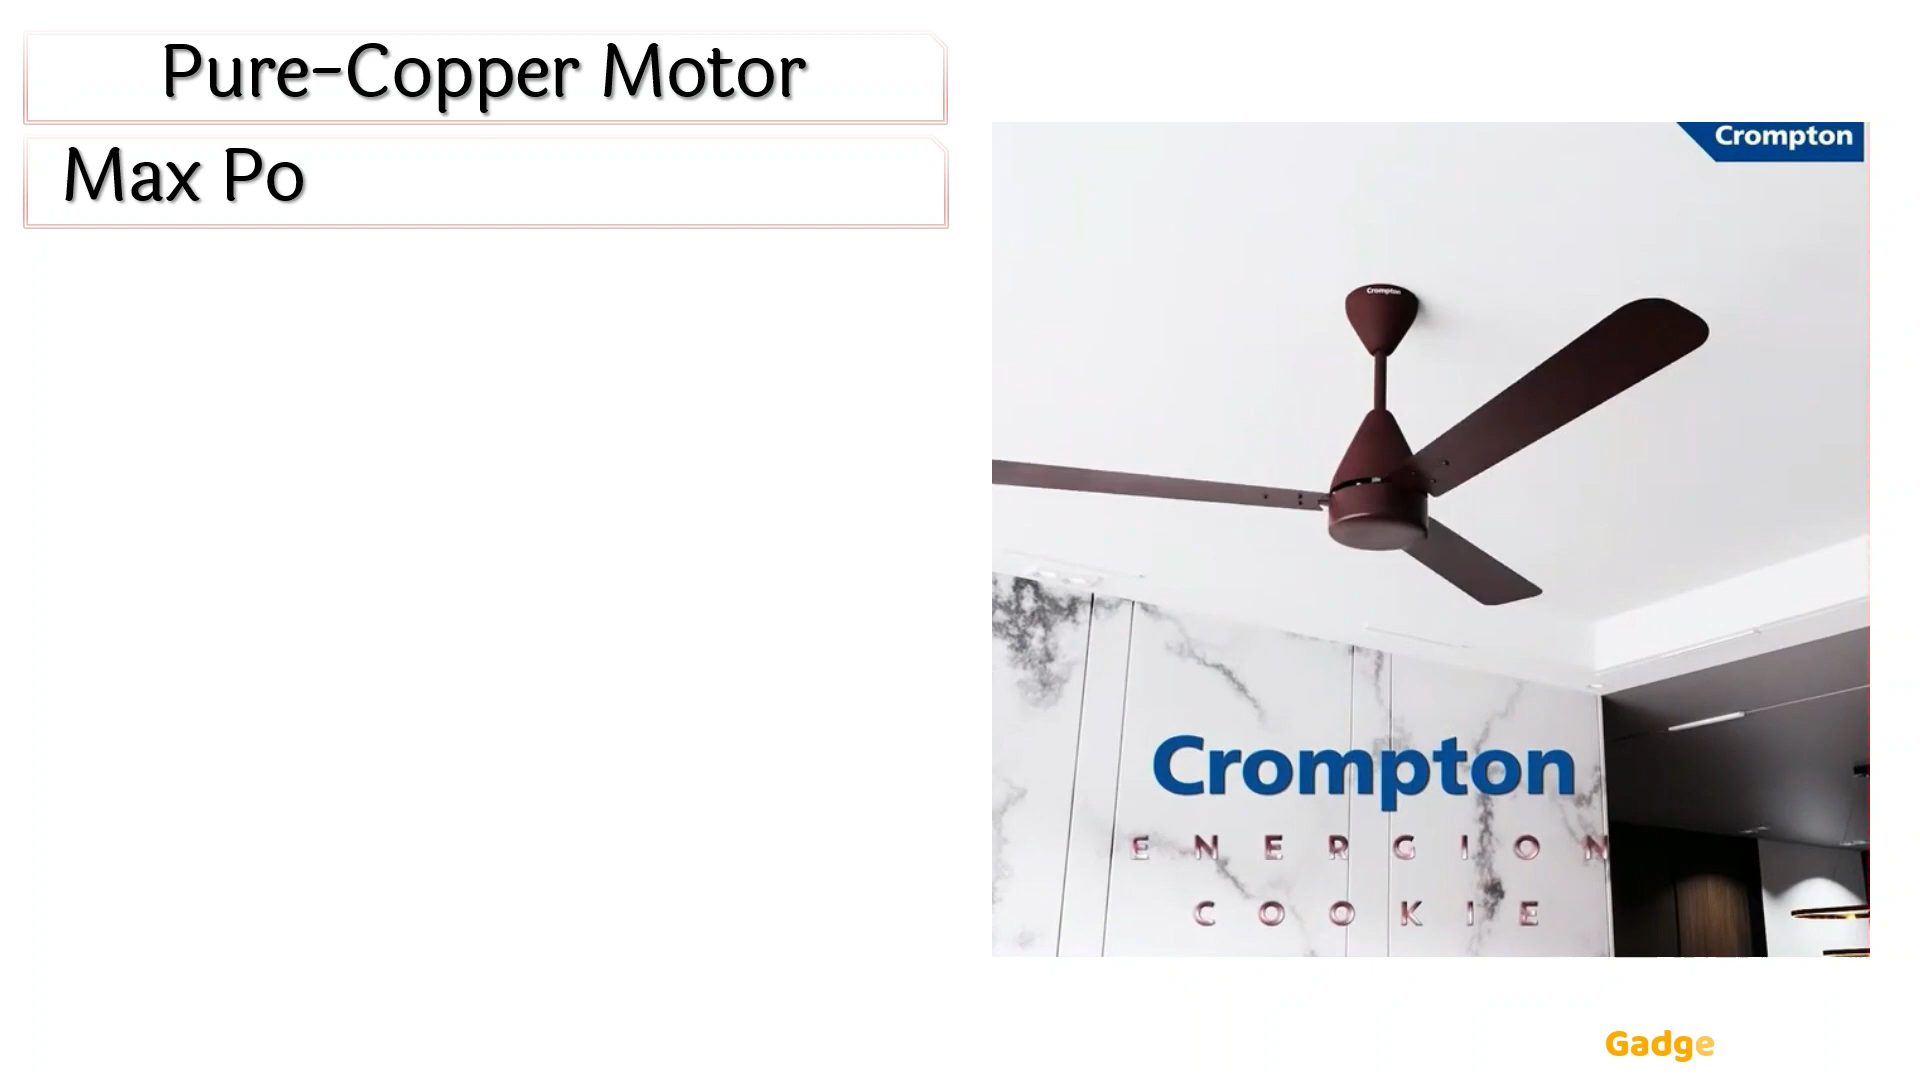 Pure-Copper Motor
Max Po
Crompton
Crompton
Crompton
ENERGION
COOKIE
Gadge